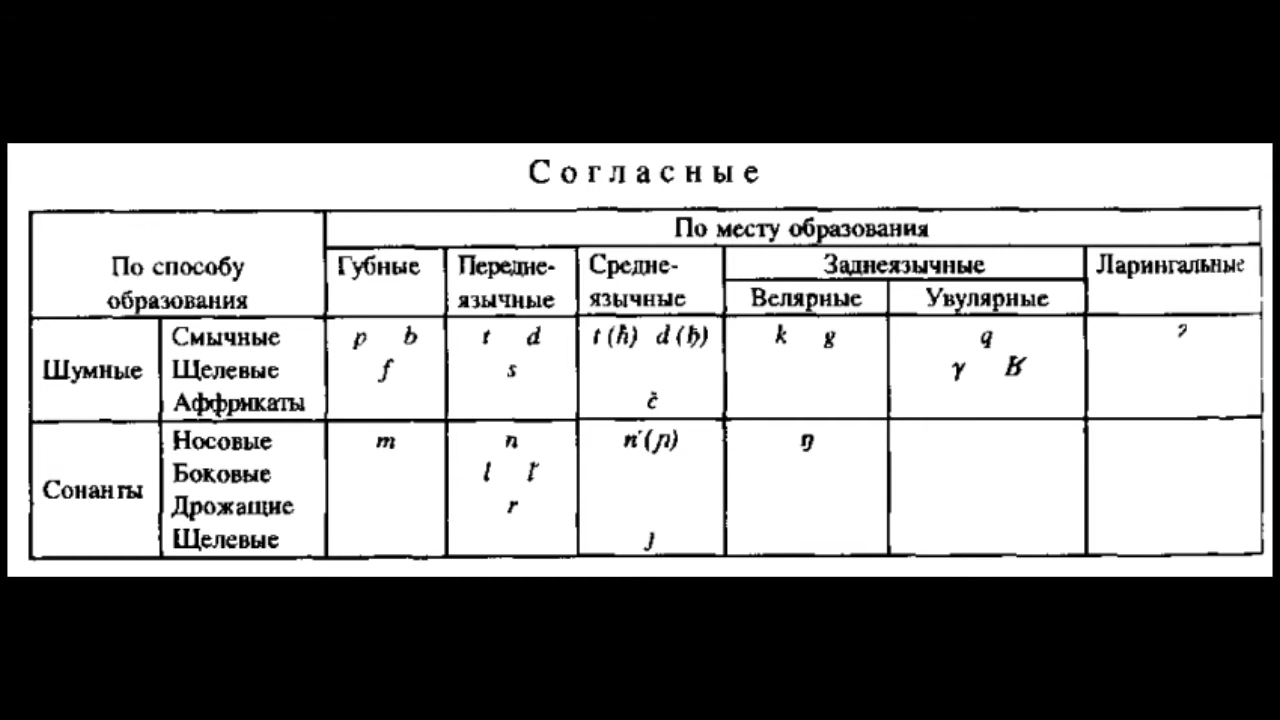 Согласные
По способу образования
По месту образования
Губные
Передне-язычные
Средне-язычные
Заднеязычные
Ларингальные
Велярные
Увулярные
Шумные
Смычные p b t d t (ћ) d (ђ) k g q ʔ
Щелевые f s γ ʁ
Аффрикаты č
Сонанты
Носовые m n n' (ɲ) ŋ
Боковые l l'
Дрожащие r
Щелевые j